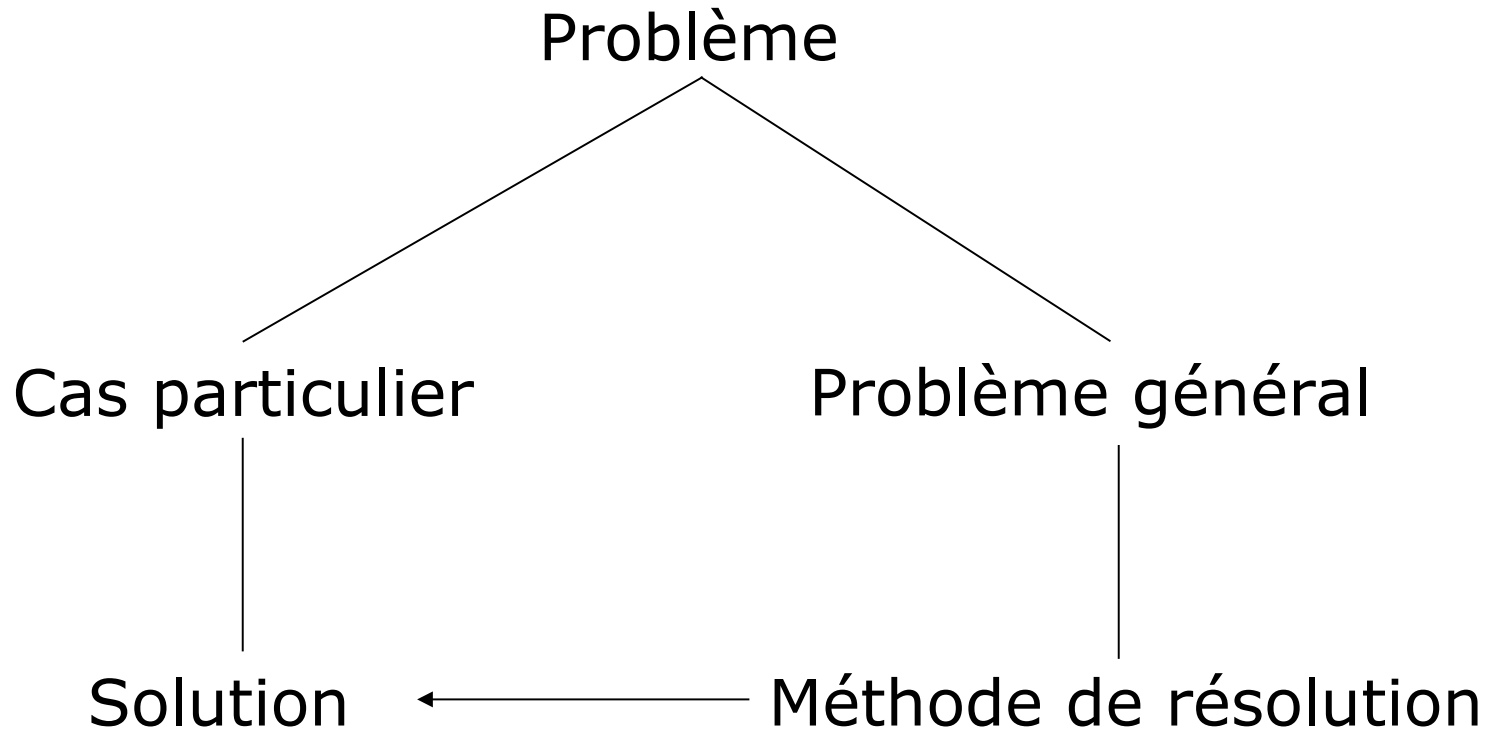 Problème
Cas particulier
Problème général
Solution
Méthode de résolution